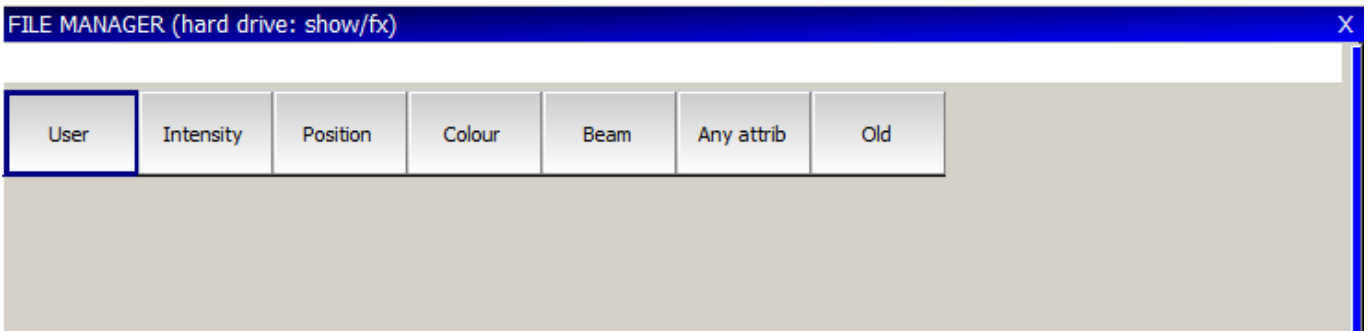 FILE MANAGER (hard drive: show/fx) X
User Intensity Position Colour Beam Any attrib Old